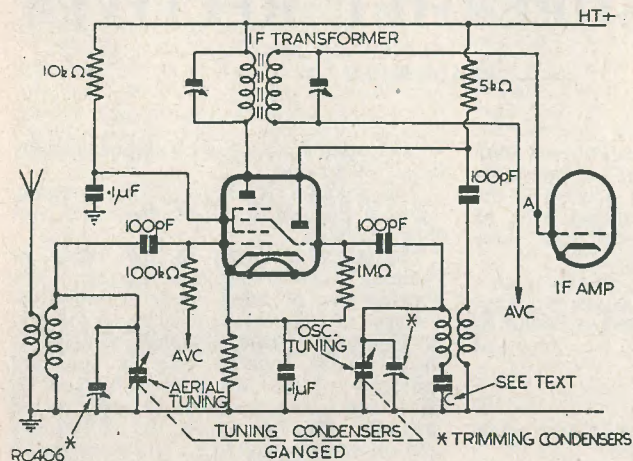 HT+
IF TRANSFORMER
10kΩ
5kΩ
.1µF
100pF
100pF
100pF
A
100kΩ
1MΩ
IF AMP
AVC
AVC
OSC.
TUNING
*
AERIAL
TUNING
.1µF
C
SEE TEXT
RC406
*
TUNING CONDENSERS
GANGED
* TRIMMING CONDENSERS